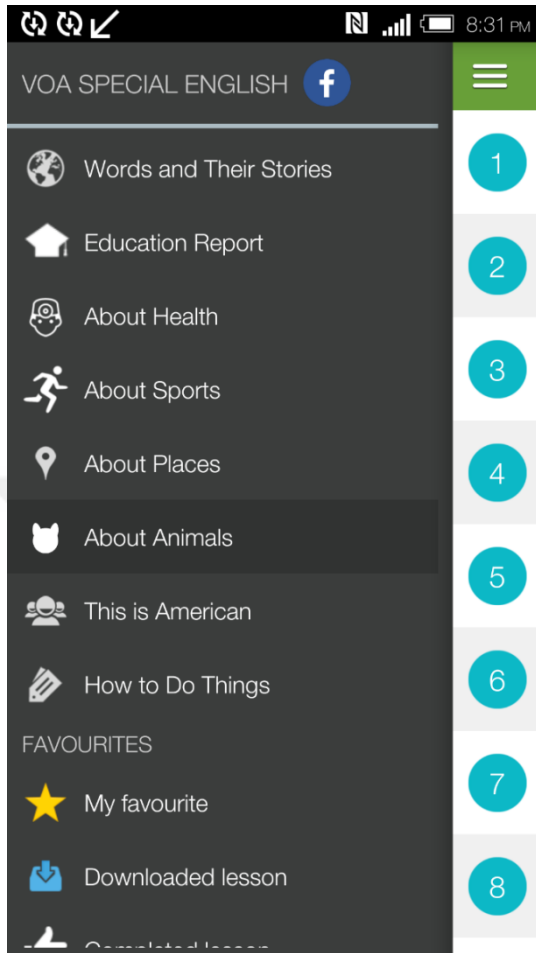 8:31 PM
VOA SPECIAL ENGLISH
Words and Their Stories
1
Education Report
2
About Health
About Sports
3
About Places
4
About Animals
5
This is American
How to Do Things
6
FAVOURITES
My favourite
7
Downloaded lesson
8